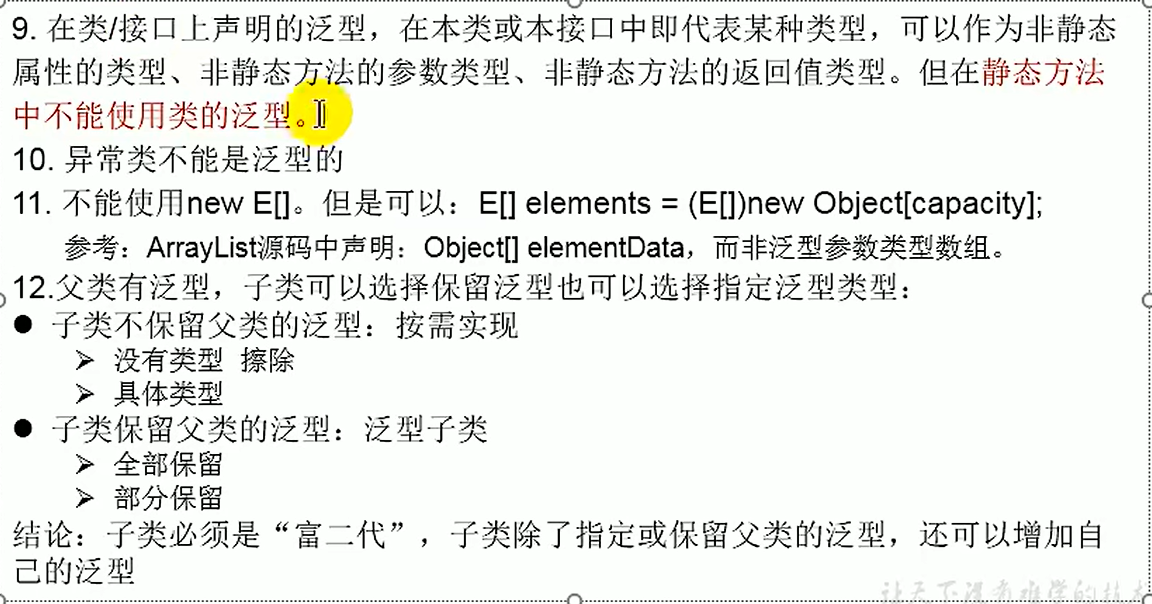 9. 在类/接口上声明的泛型，在本类或本接口中即代表某种类型，可以作为非静态
属性的类型、非静态方法的参数类型、非静态方法的返回值类型。但在静态方法
中不能使用类的泛型。
10. 异常类不能是泛型的
11. 不能使用new E[]。但是可以：E[] elements = (E[])new Object[capacity];
参考：ArrayList源码中声明：Object[] elementData，而非泛型参数类型数组。
12.父类有泛型，子类可以选择保留泛型也可以选择指定泛型类型：
● 子类不保留父类的泛型：按需实现
➢ 没有类型 擦除
➢ 具体类型
● 子类保留父类的泛型：泛型子类
➢ 全部保留
➢ 部分保留
结论：子类必须是“富二代”，子类除了指定或保留父类的泛型，还可以增加自
己的泛型
让天下没有难学的技术